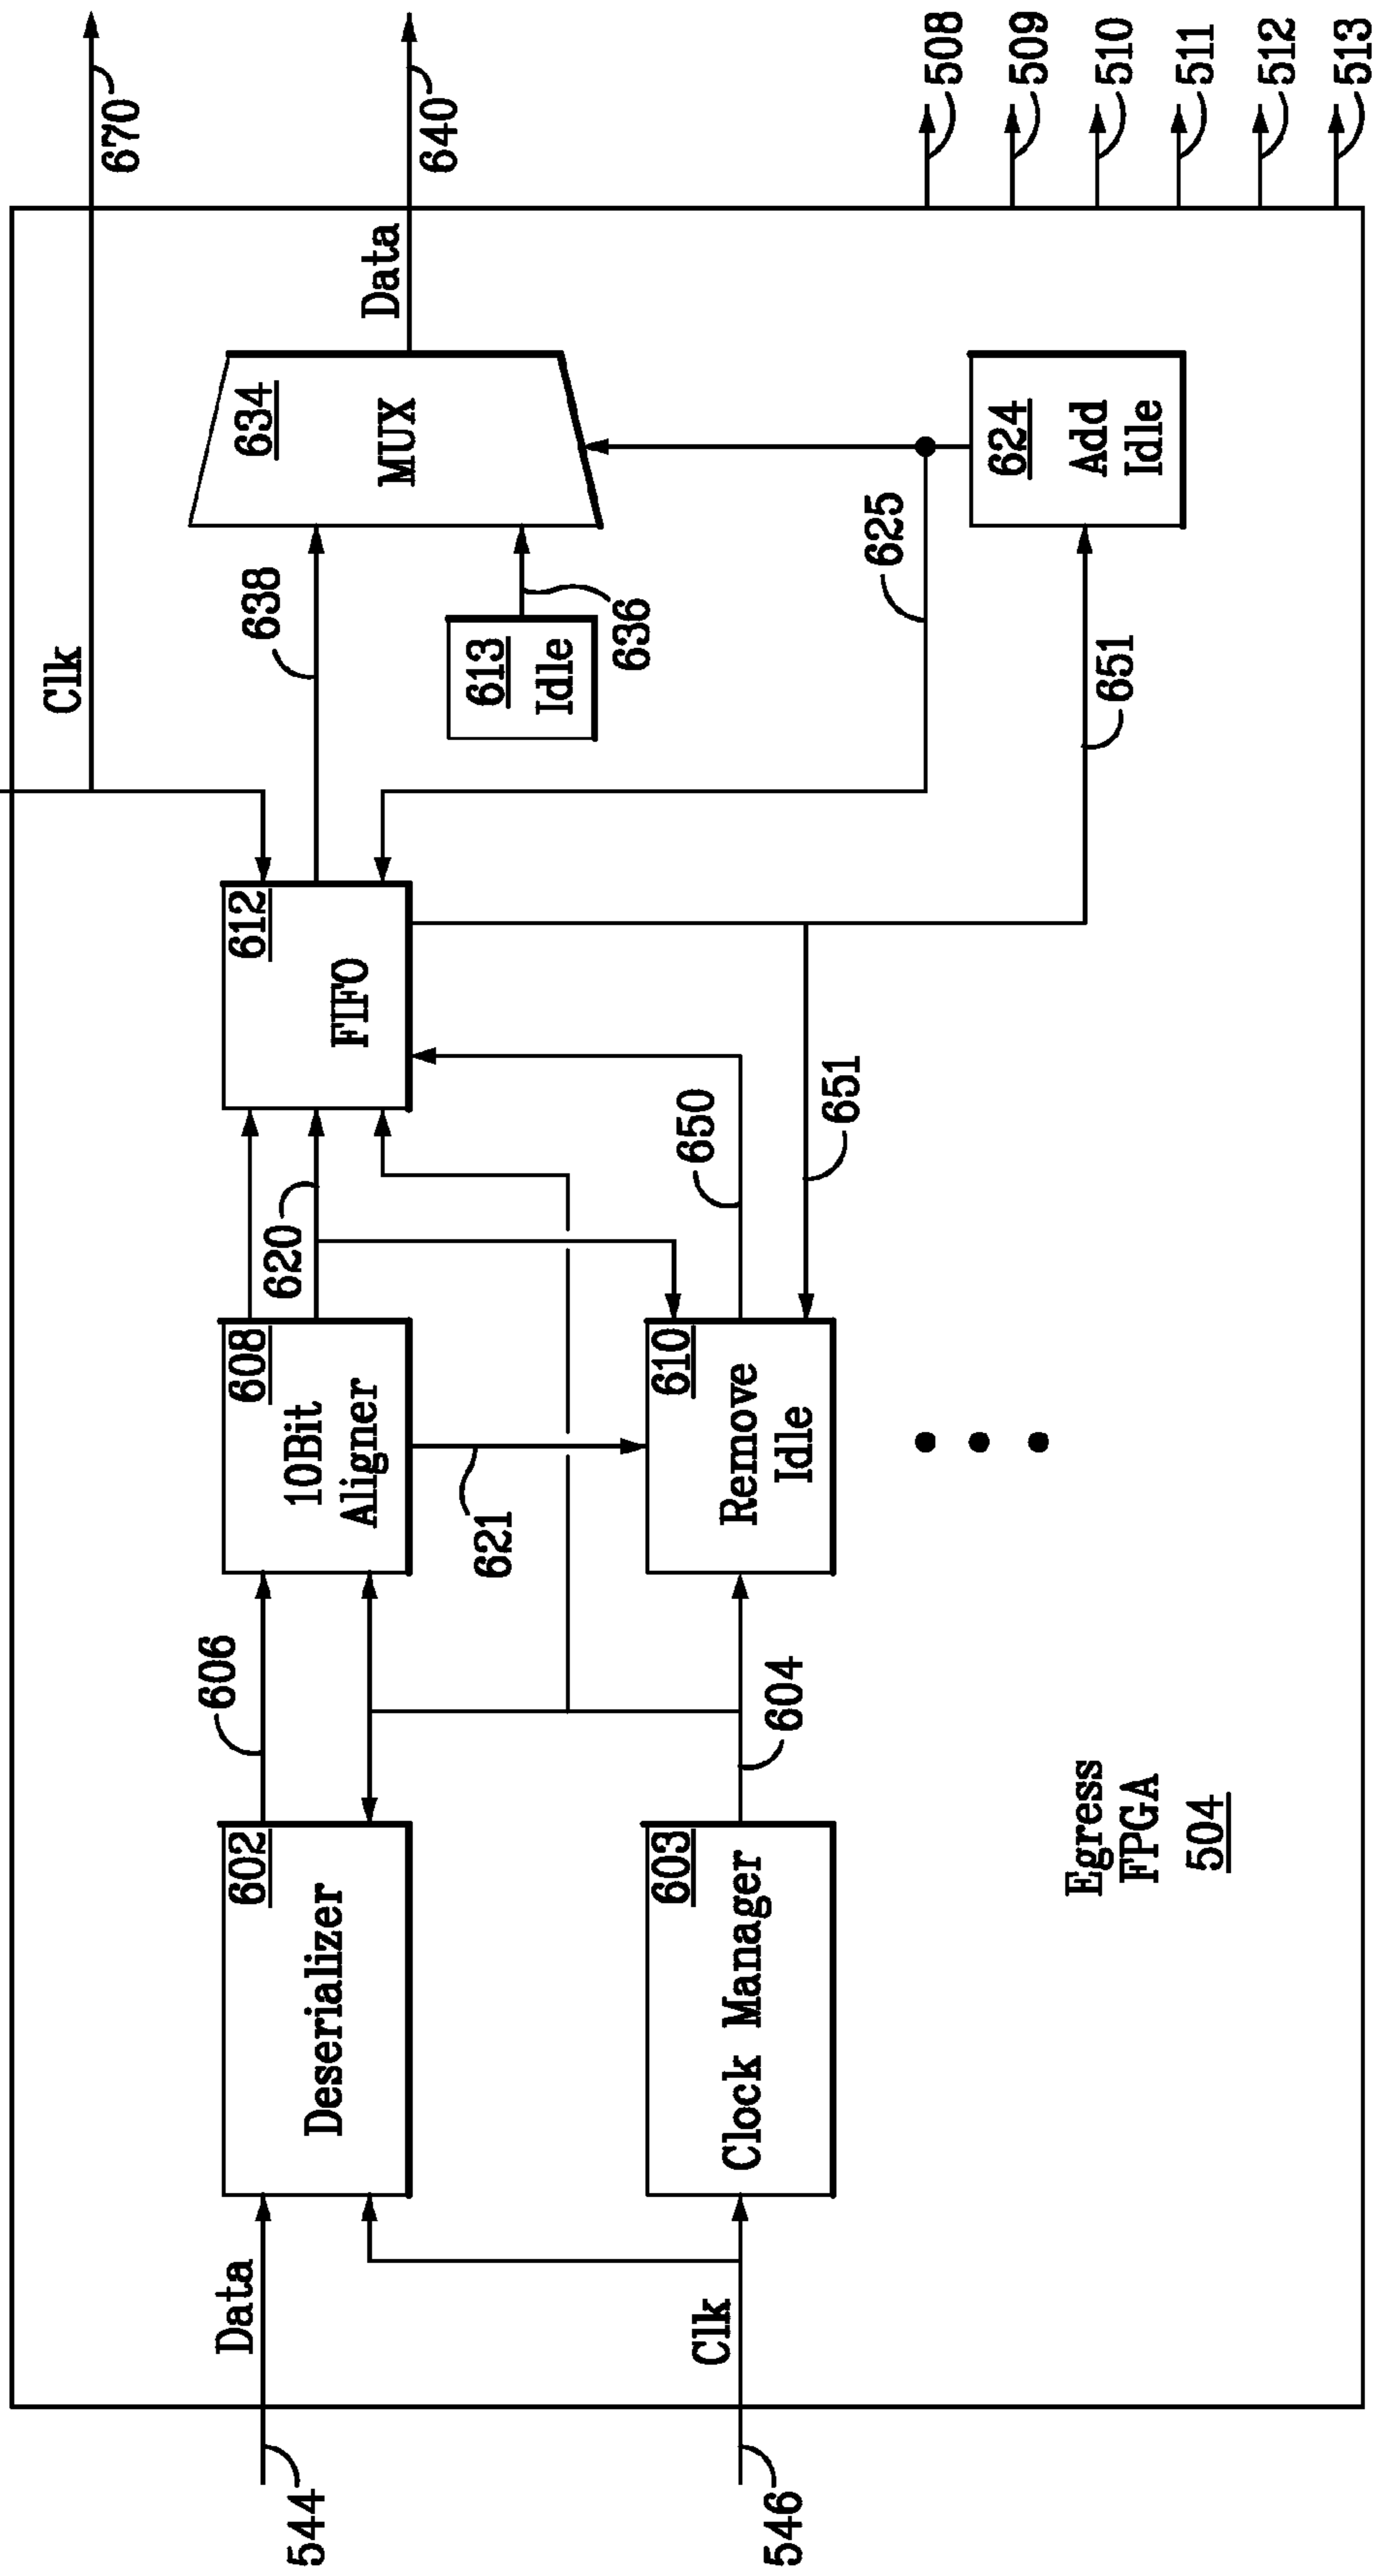 Clk
670
Data
544
Data
602
Deserializer
606
608
10Bit
Aligner
620
612
FIFO
638
634
MUX
640
613
Idle
636
621
Clk
546
603
Clock Manager
604
610
Remove
Idle
650
651
625
651
624
Add
Idle
508
509
510
511
512
513
Egress
FPGA
504